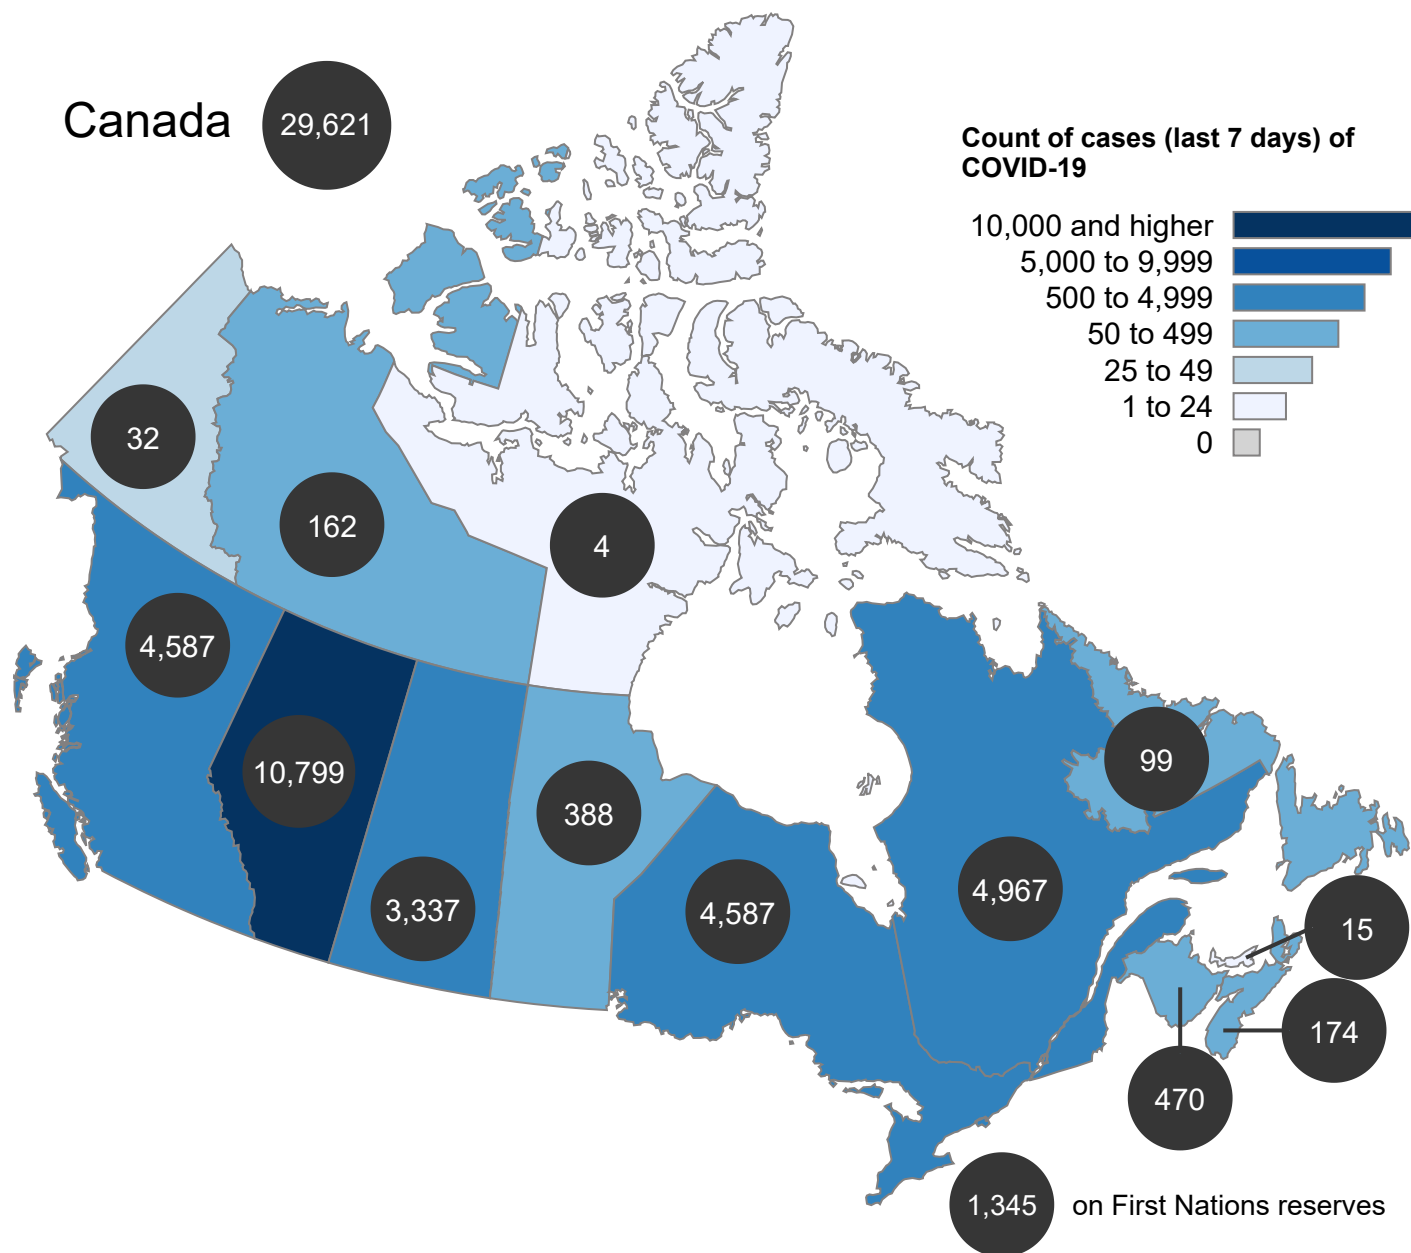 Canada
29,621
Count of cases (last 7 days) of
COVID-19
10,000 and higher
5,000 to 9,999
500 to 4,999
50 to 499
25 to 49
1 to 24
0
32
162
4
4,587
10,799
3,337
388
4,587
4,967
99
15
174
470
1,345
on First Nations reserves